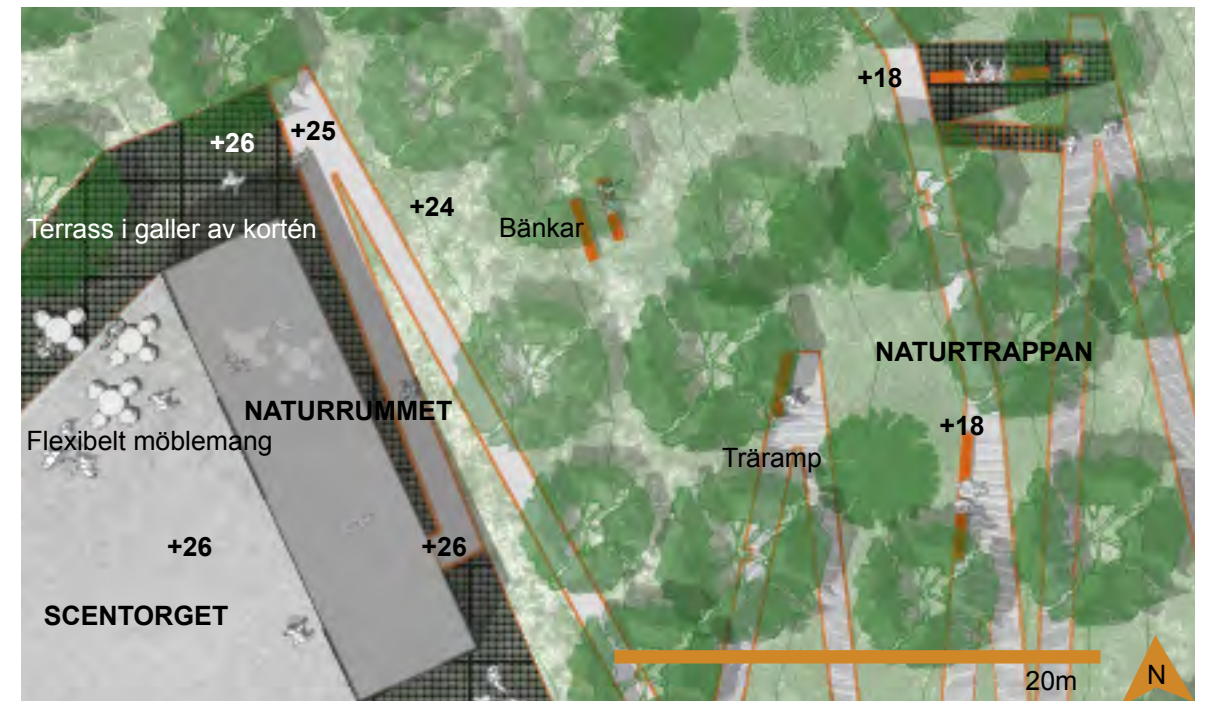 +18
+26
+25
+24
Terrass i galler av kortén
Bänkar
NATURTRAPPAN
NATURRUMMET
+18
Flexibelt möblemang
Träramp
+26
+26
SCENTORGET
20m
N